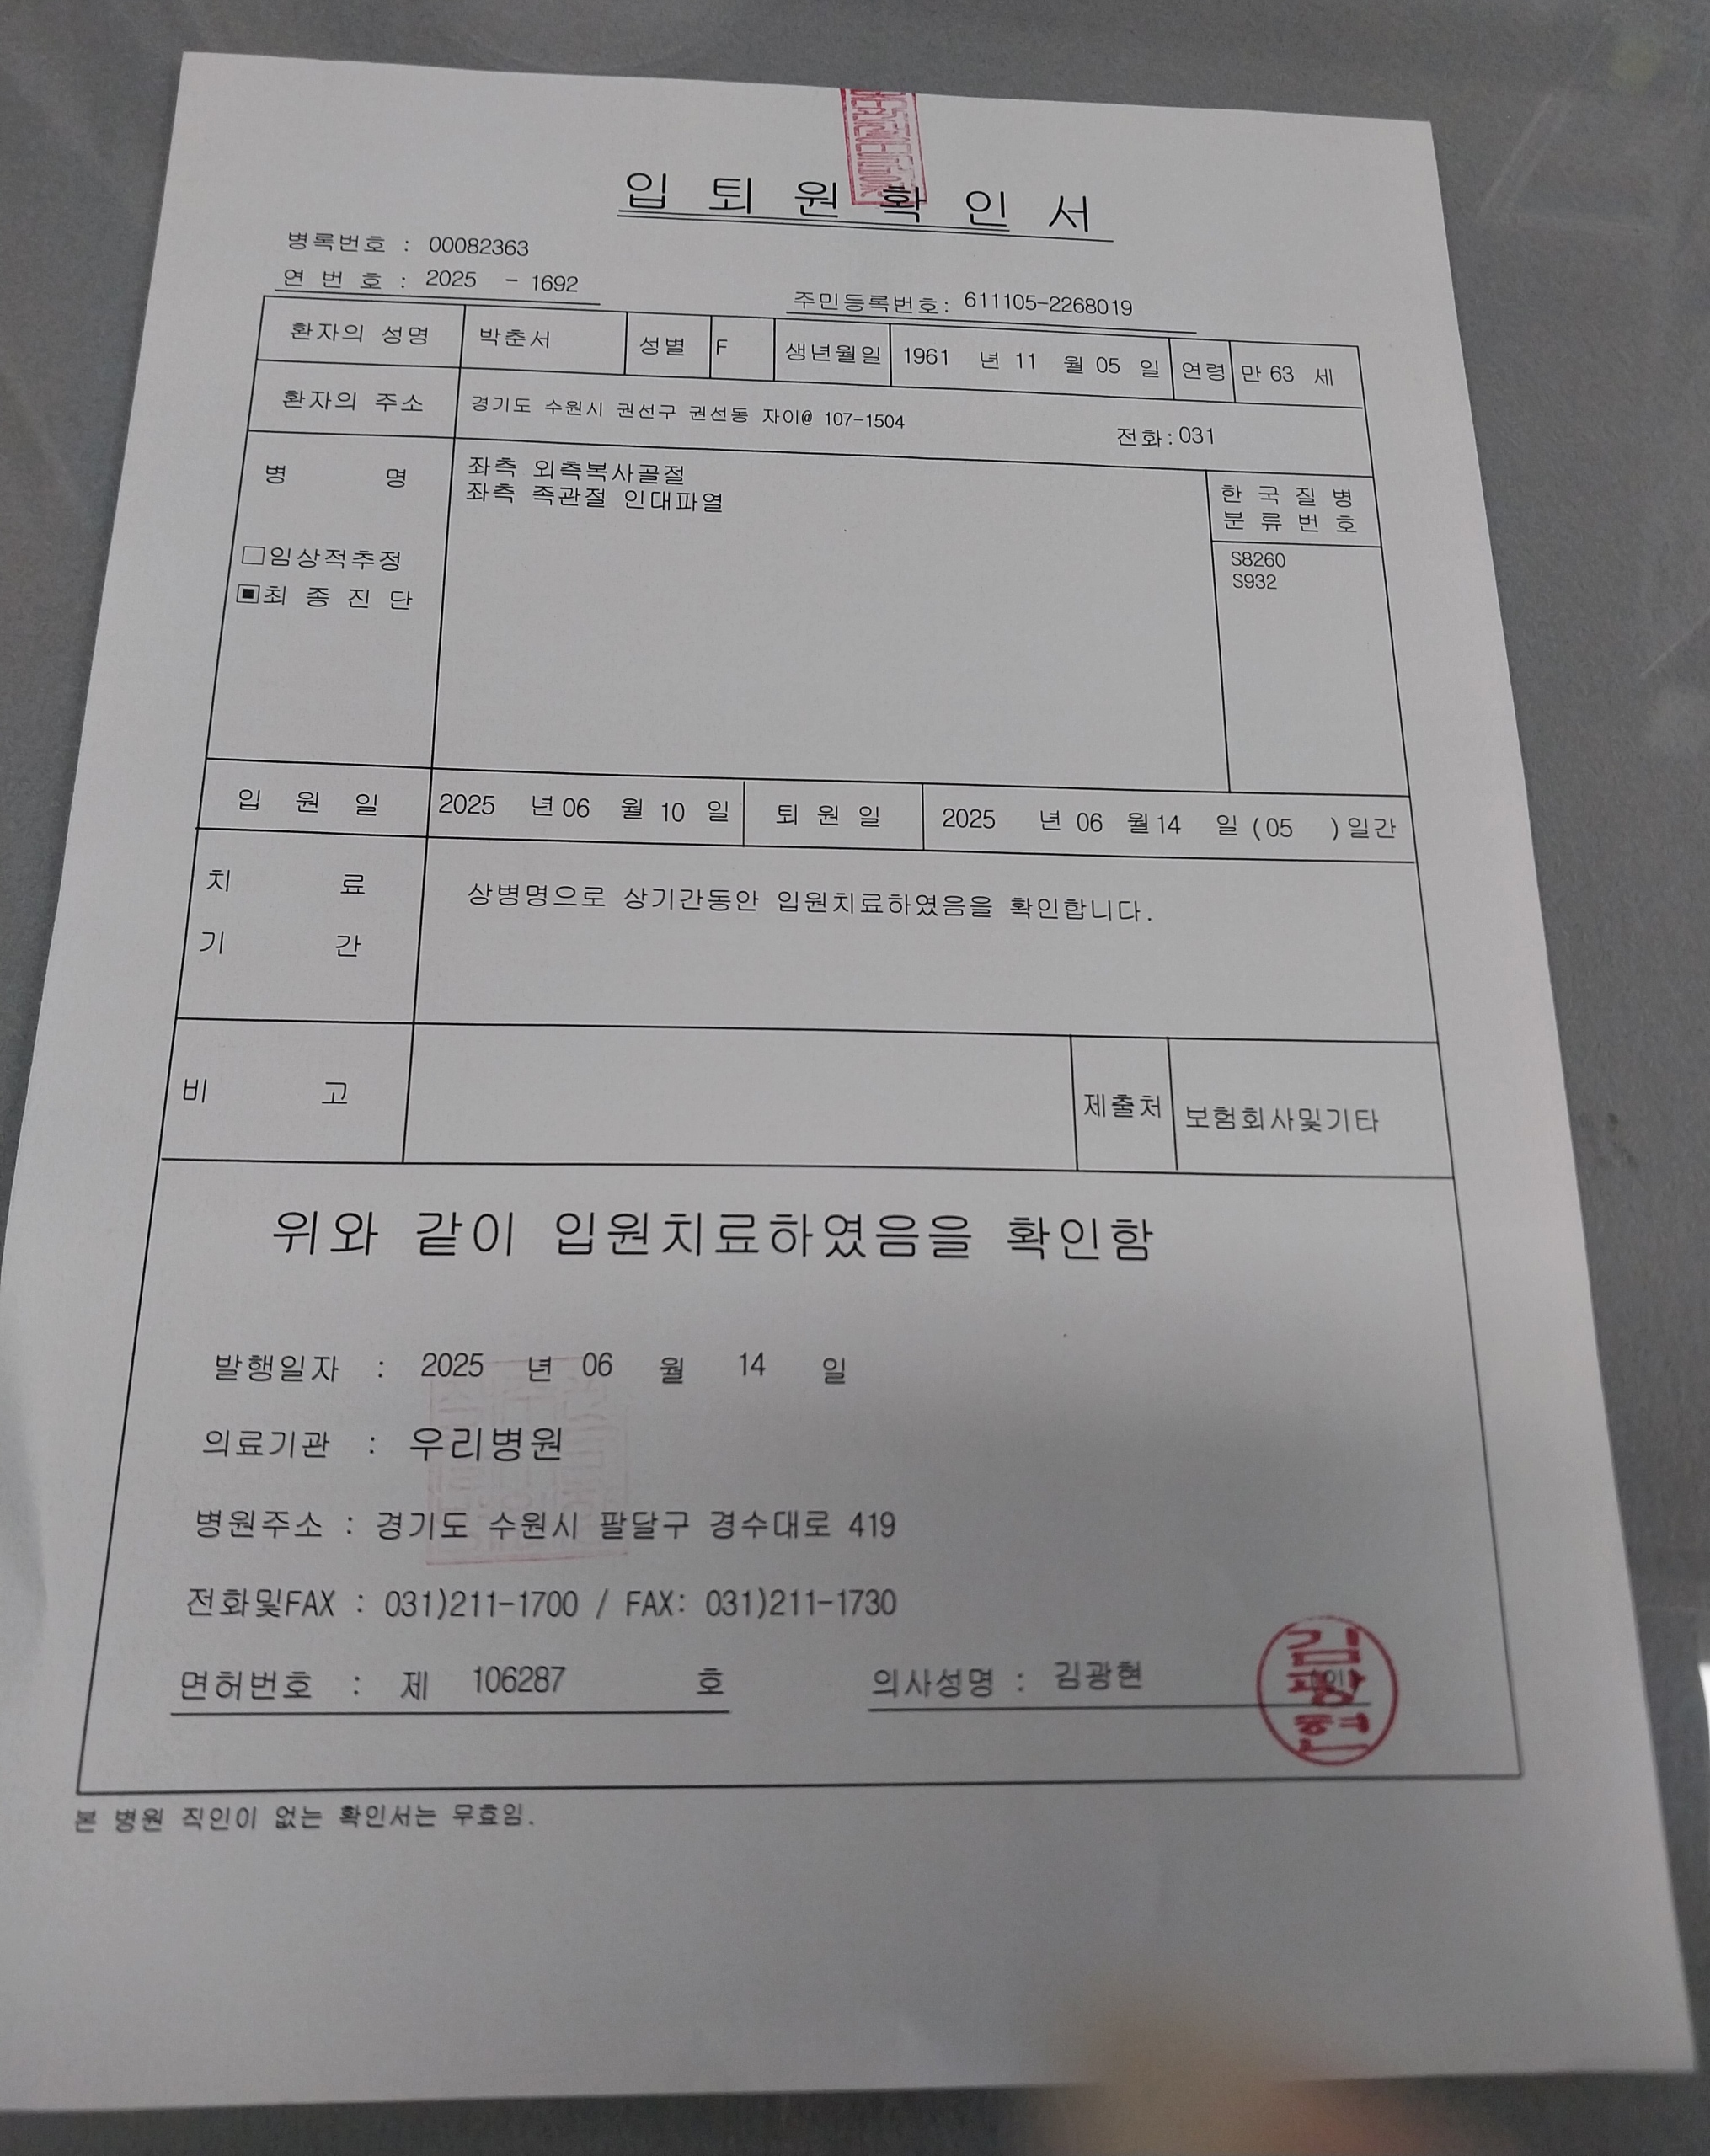 입 퇴 원 확 인 서
병록번호 : 00082363
연 번 호 : 2025 - 1692
주민등록번호: 611105-2268019
환자의 성명 박춘서 성별 F 생년월일 1961 년 11 월 05 일 연령 만 63 세
환자의 주소 경기도 수원시 권선구 권선동 자이@ 107-1504 전화:031
병 명
좌측 외측복사골절
좌측 족관절 인대파열
한 국 질 병
분 류 번 호
□임상적추정
▣최 종 진 단
S8260
S932
입 원 일 2025 년 06 월 10 일 퇴 원 일 2025 년 06 월 14 일 (05 )일간
치 료
기 간
상병명으로 상기간동안 입원치료하였음을 확인합니다.
비 고 제출처 보험회사및기타
위와 같이 입원치료하였음을 확인함
발행일자 : 2025 년 06 월 14 일
의료기관 : 우리병원
병원주소 : 경기도 수원시 팔달구 경수대로 419
전화및FAX : 031)211-1700 / FAX: 031)211-1730
면허번호 : 제 106287 호 의사성명 : 김광현 (인)
김광현
본 병원 직인이 없는 확인서는 무효임.